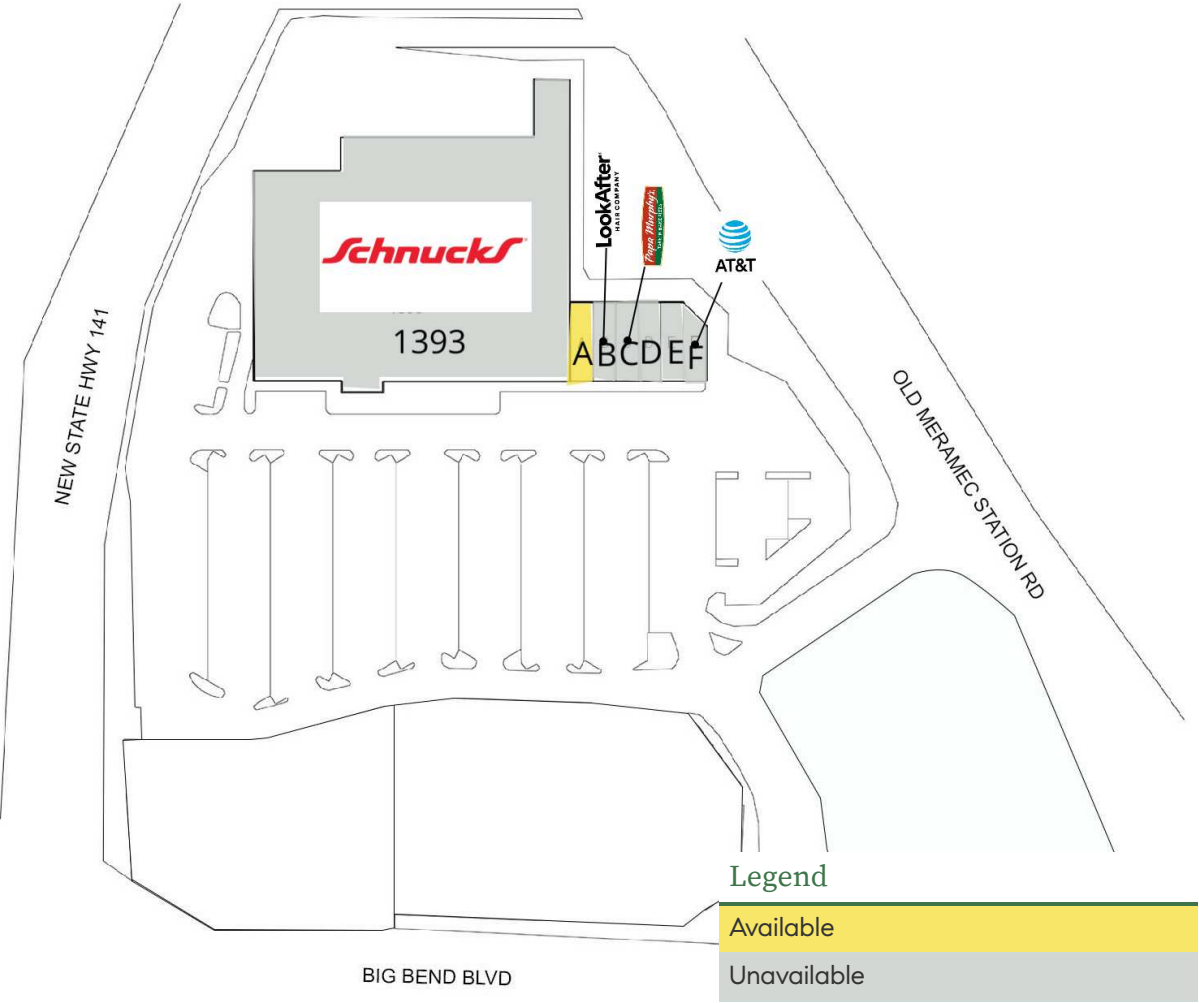 LookAfter
HAIR COMPANY
Papa Murphy's
AT&T
Schnucks
1393
A B C D E F
NEW STATE HWY 141
OLD MERAMEC STATION RD
Legend
Available
Unavailable
BIG BEND BLVD